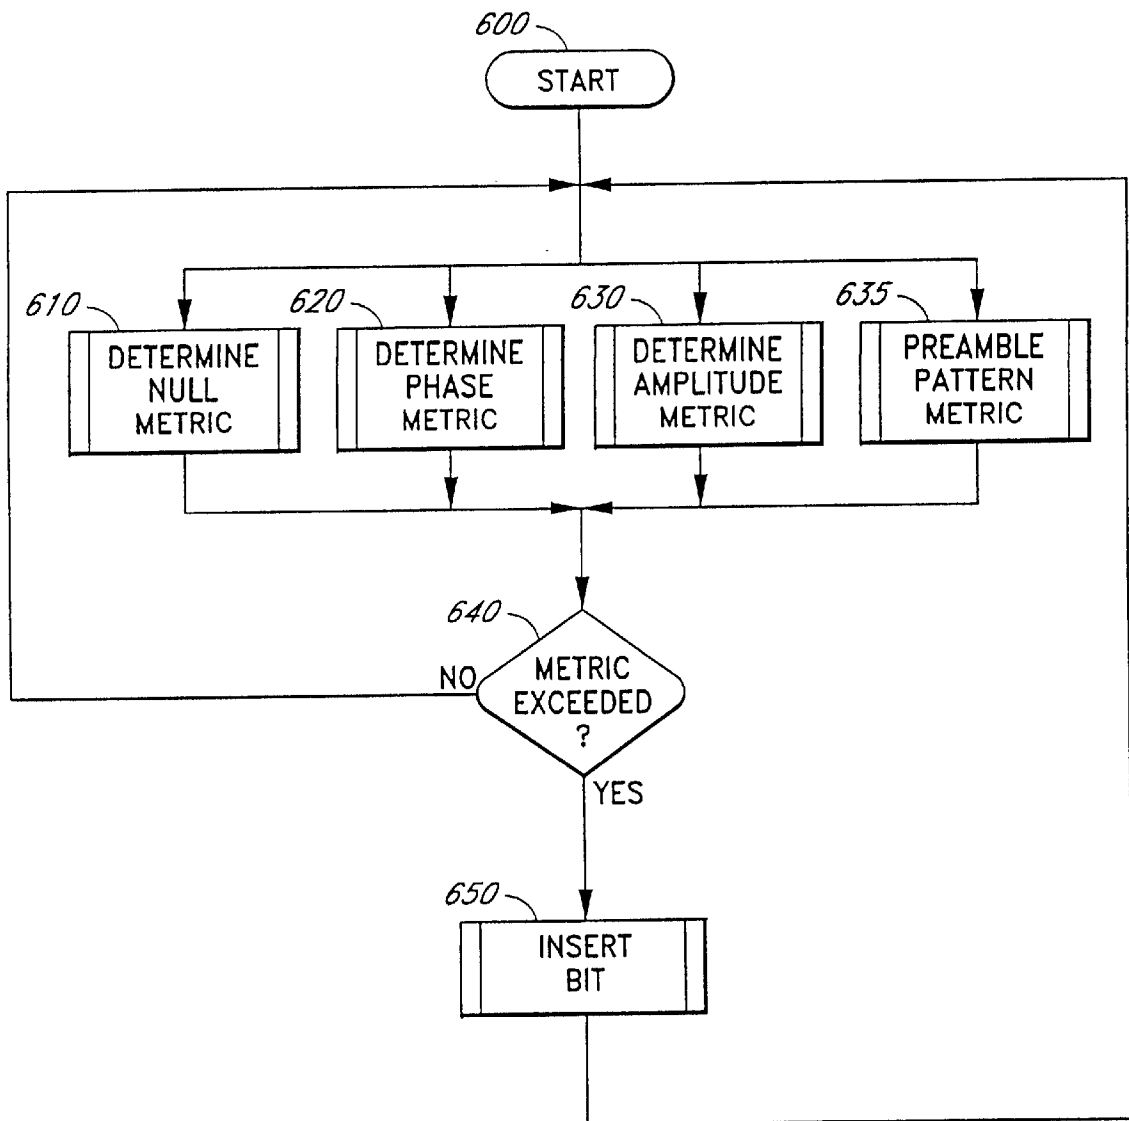 600
START
610
620
630
635
DETERMINE
NULL
METRIC
DETERMINE
PHASE
METRIC
DETERMINE
AMPLITUDE
METRIC
PREAMBLE
PATTERN
METRIC
640
NO
METRIC
EXCEEDED
?
YES
650
INSERT
BIT